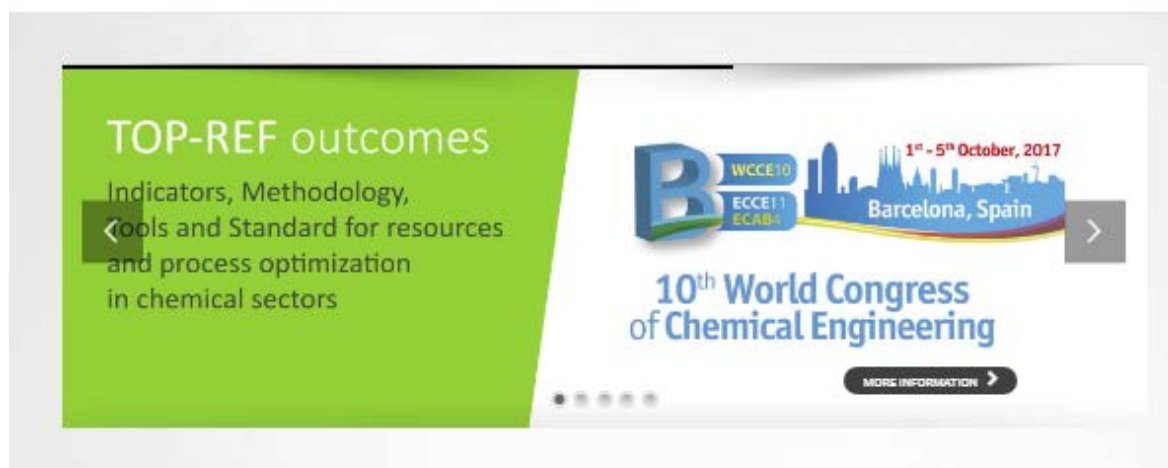 TOP-REF outcomes
Indicators, Methodology,
Tools and Standard for resources
and process optimization
in chemical sectors
B
WCCE10
ECCE11
ECAB4
1st - 5th October, 2017
Barcelona, Spain
10th World Congress
of Chemical Engineering
MORE INFORMATION